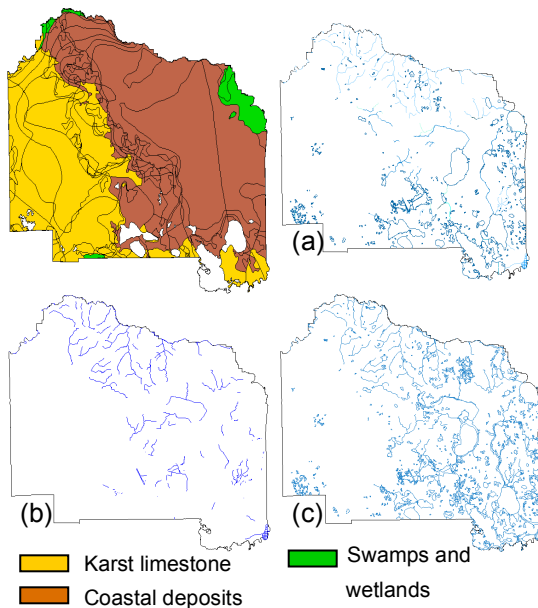 (a)
(b)
(c)
Karst limestone
Coastal deposits
Swamps and
wetlands